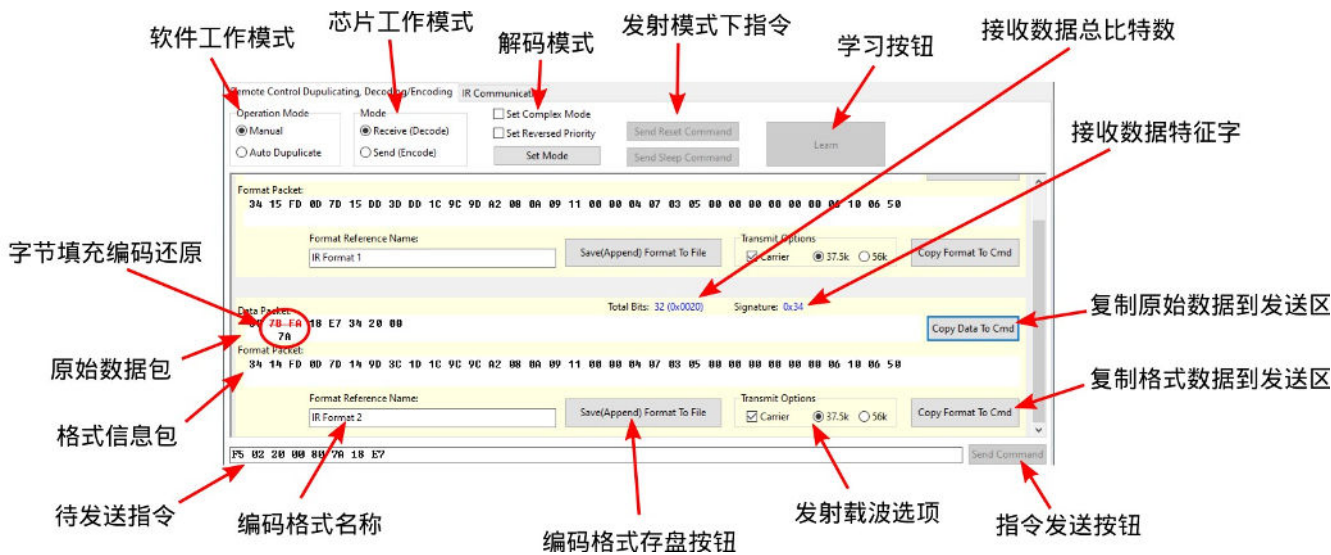 软件工作模式
芯片工作模式
解码模式
发射模式下指令
学习按钮
接收数据总比特数
接收数据特征字
字节填充编码还原
原始数据包
格式信息包
待发送指令
编码格式名称
编码格式存盘按钮
发射载波选项
指令发送按钮
复制原始数据到发送区
复制格式数据到发送区
Remote Control Dupulicating, Decoding/Encoding
Operation Mode
Manual
Auto Dupulicate
Mode
Receive (Decode)
Send (Encode)
Set Complex Mode
Set Reversed Priority
Set Mode
Send Reset Command
Send Sleep Command
Learn
Format Packet:
34 15 FD 0D 7D 15 DD 3D DD 1C 9C 9D A2 08 0A 09 11 00 00 04 07 03 05 00 00 00 00 00 00 06 10 06 50
Format Reference Name:
IR Format 1
Save(Append) Format To File
Transmit Options
Carrier
37.5k
56k
Copy Format To Cmd
Total Bits: 32 (0x0020)
Signature: 0x34
Data Packet:
7B FA 18 E7 34 20 00
7A
Copy Data To Cmd
Format Packet:
34 14 FD 0D 7D 14 9D 3C 1D 1C 9C 9C A2 08 0A 09 11 00 00 04 07 03 05 00 00 00 00 00 00 06 10 06 50
Format Reference Name:
IR Format 2
Save(Append) Format To File
Transmit Options
Carrier
37.5k
56k
Copy Format To Cmd
F5 02 20 00 80 7A 18 E7
Send Command